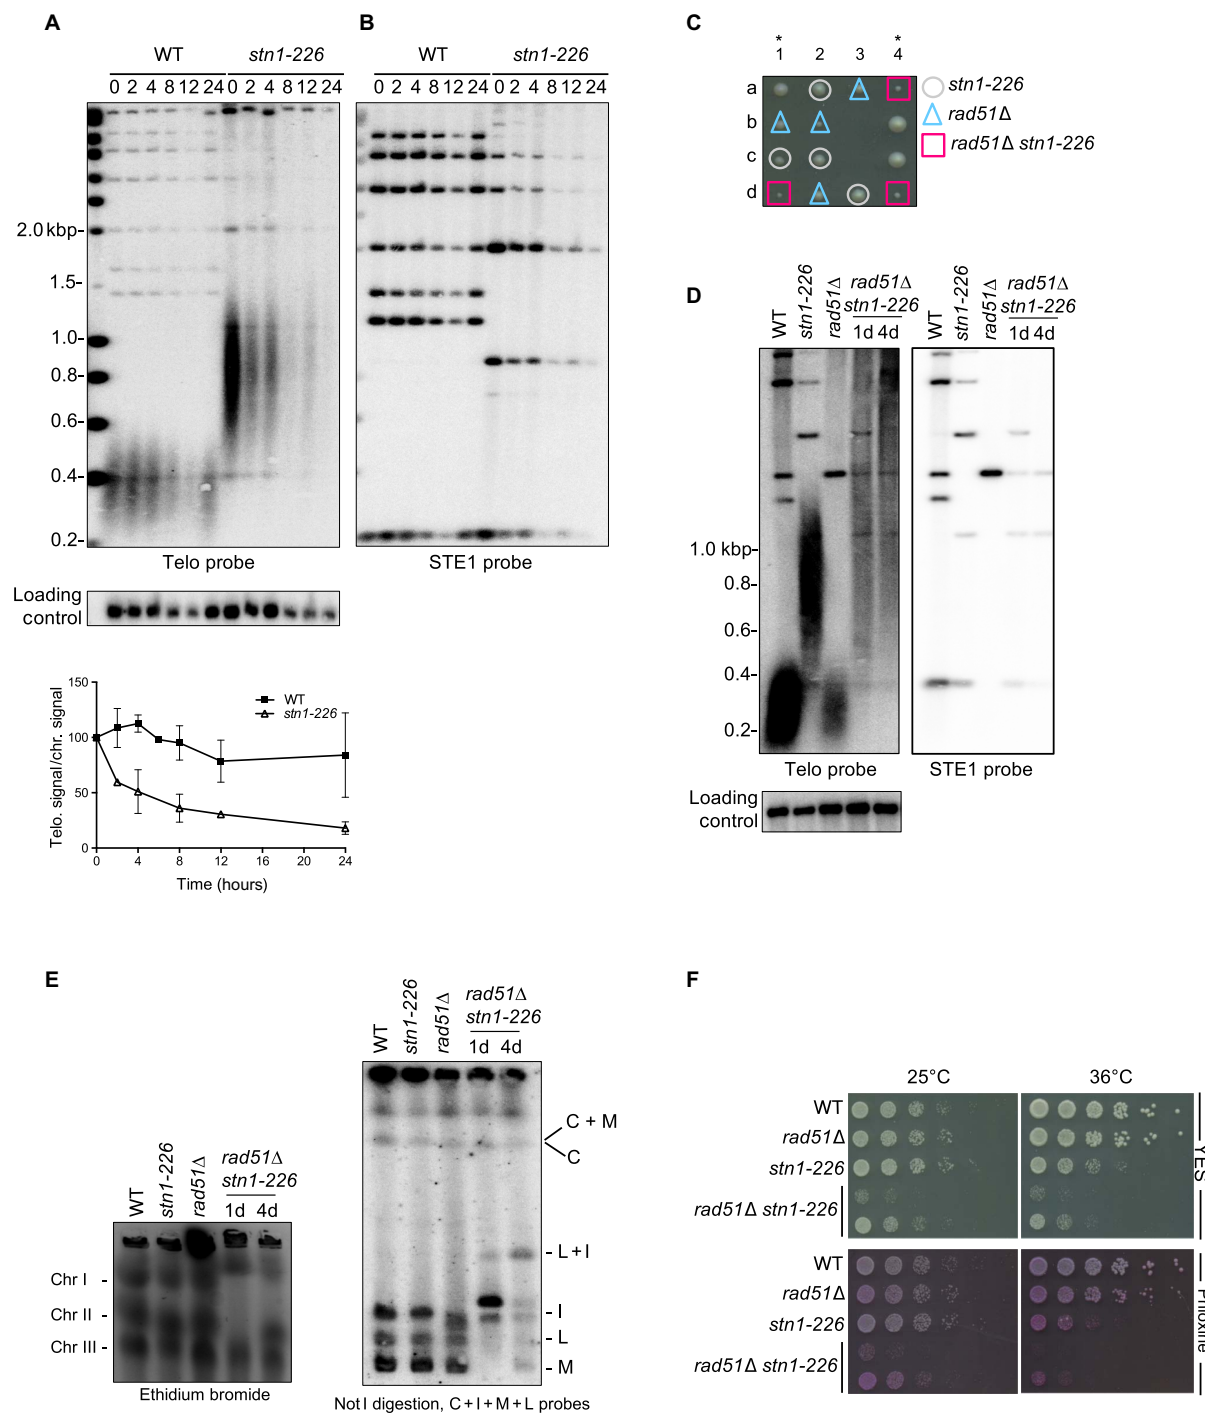 A
WT stn1-226
0 2 4 8 12 24 0 2 4 8 12 24
2.0 kbp-
1.5-
1.0-
0.8-
0.6-
0.4-
0.2-
Telo probe
Loading control
Telo. signal/chr. signal
150
100
50
0
0 4 8 12 16 20 24
Time (hours)
WT
stn1-226
B
WT stn1-226
0 2 4 8 12 24 0 2 4 8 12 24
STE1 probe
C
* *
1 2 3 4
a
b
c
d
stn1-226
rad51Δ
rad51Δ stn1-226
D
WT stn1-226 rad51Δ rad51Δ stn1-226
1d 4d
WT stn1-226 rad51Δ rad51Δ stn1-226
1d 4d
1.0 kbp-
0.8-
0.6-
0.4-
0.2-
Telo probe
STE1 probe
Loading control
E
WT stn1-226 rad51Δ rad51Δ stn1-226
1d 4d
Chr I -
Chr II -
Chr III -
Ethidium bromide
WT stn1-226 rad51Δ rad51Δ stn1-226
1d 4d
C + M
C
- L + I
- I
- L
- M
Not I digestion, C + I + M + L probes
F
25°C 36°C
WT
rad51Δ
stn1-226
rad51Δ stn1-226
YES
WT
rad51Δ
stn1-226
rad51Δ stn1-226
Phloxine